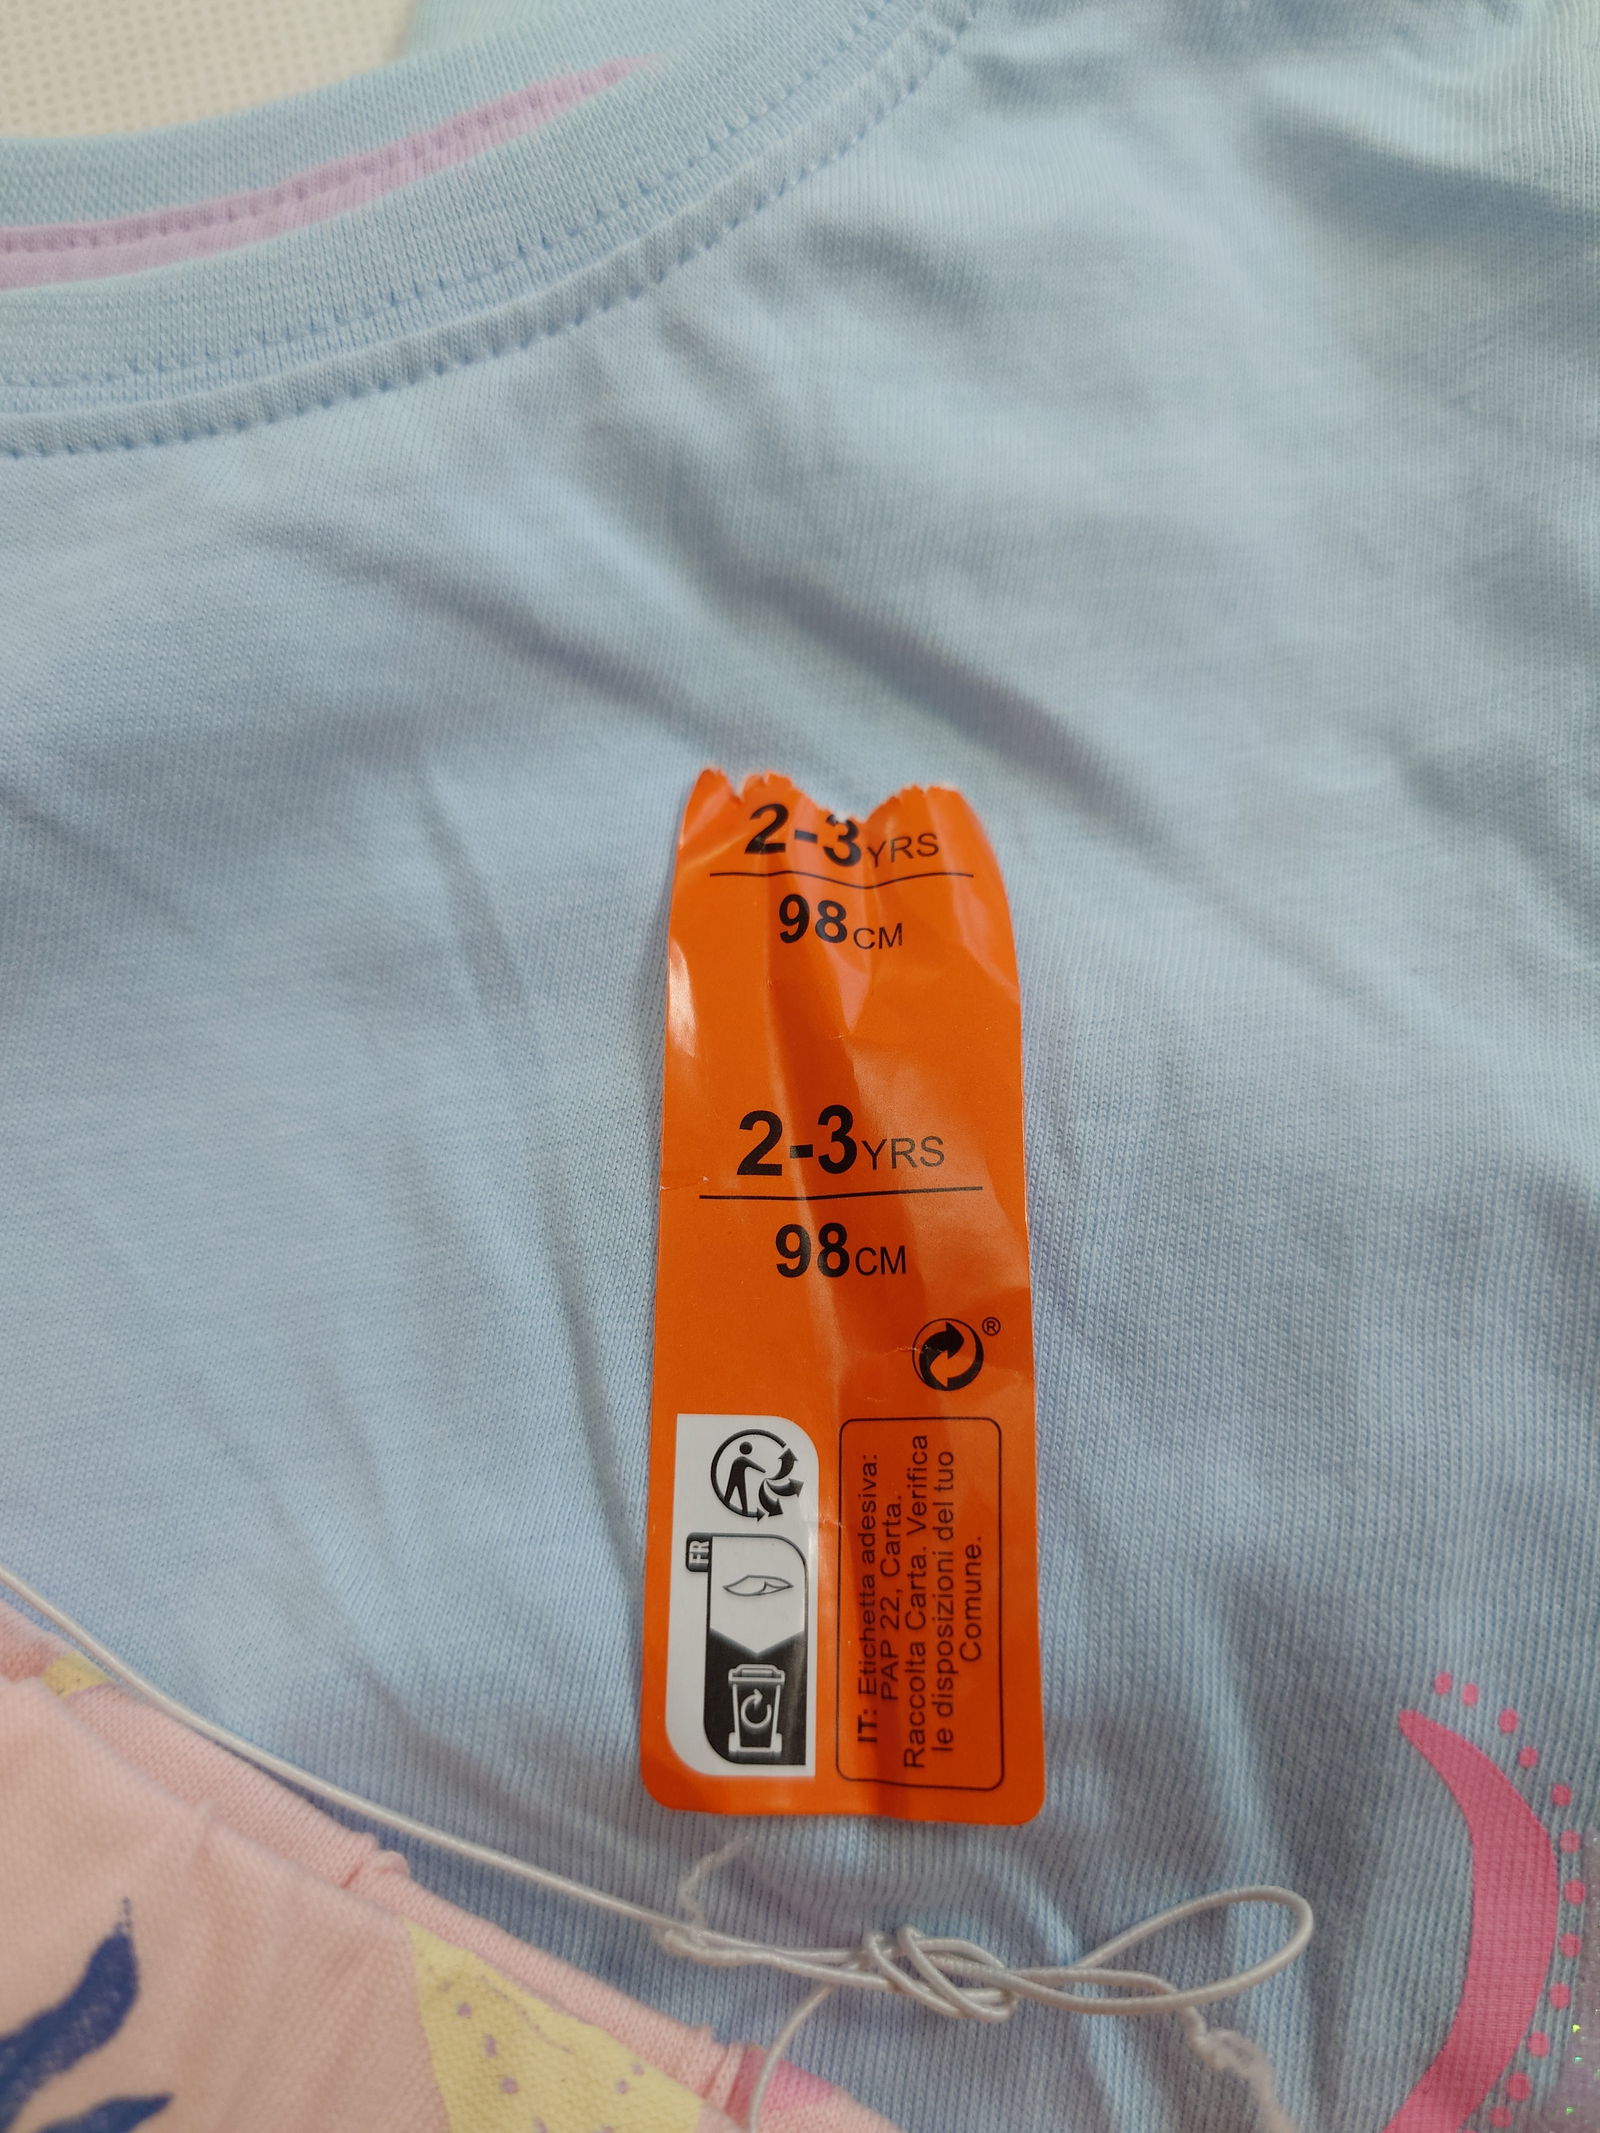 2-3YRS
98CM
2-3YRS
98CM
®
FR
IT: Etichetta adesiva:
PAP 22, Carta.
Raccolta Carta. Verifica
le disposizioni del tuo
Comune.